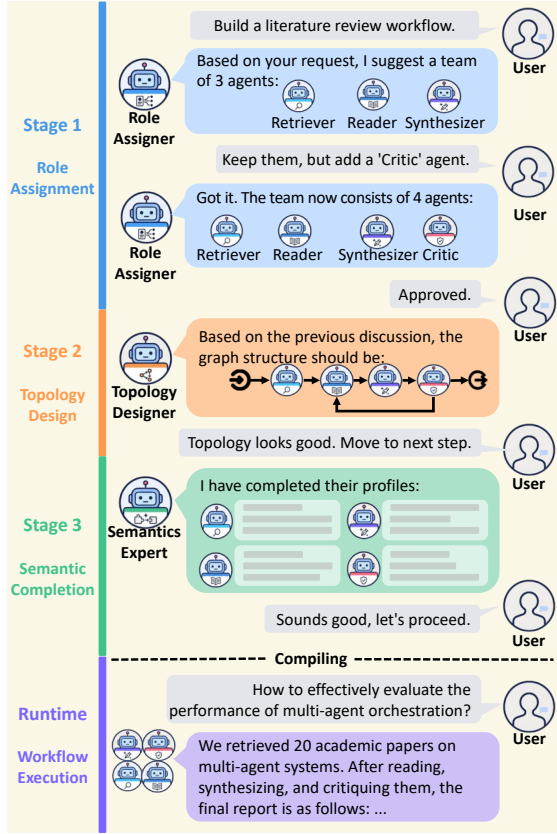 Build a literature review workflow.
User
Based on your request, I suggest a team
of 3 agents:
Retriever Reader Synthesizer
Role
Assigner
Stage 1
Role
Assignment
Keep them, but add a 'Critic' agent.
User
Got it. The team now consists of 4 agents:
Retriever Reader Synthesizer Critic
Role
Assigner
Approved.
User
Stage 2
Topology
Design
Based on the previous discussion, the
graph structure should be:
Topology
Designer
Topology looks good. Move to next step.
User
Stage 3
Semantic
Completion
I have completed their profiles:
Semantics
Expert
Sounds good, let's proceed.
User
Compiling
Runtime
Workflow
Execution
How to effectively evaluate the
performance of multi-agent orchestration?
User
We retrieved 20 academic papers on
multi-agent systems. After reading,
synthesizing, and critiquing them, the
final report is as follows: ...